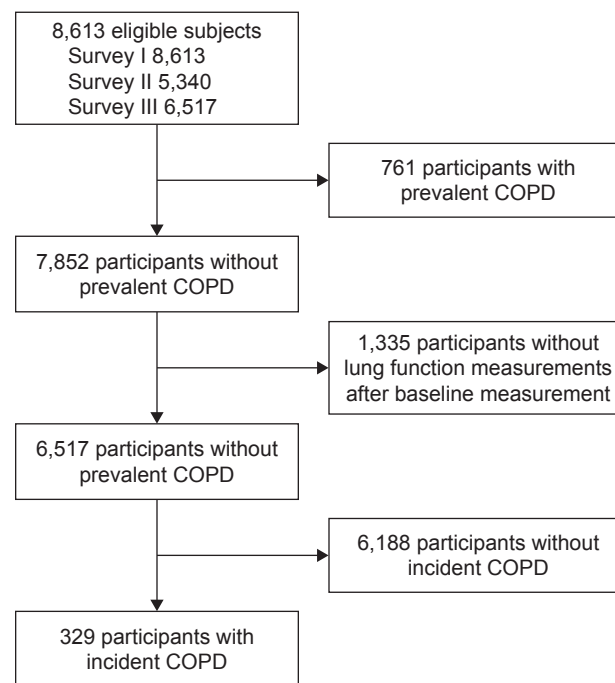 8,613 eligible subjects
Survey I 8,613
Survey II 5,340
Survey III 6,517
761 participants with
prevalent COPD
7,852 participants without
prevalent COPD
1,335 participants without
lung function measurements
after baseline measurement
6,517 participants without
prevalent COPD
6,188 participants without
incident COPD
329 participants with
incident COPD